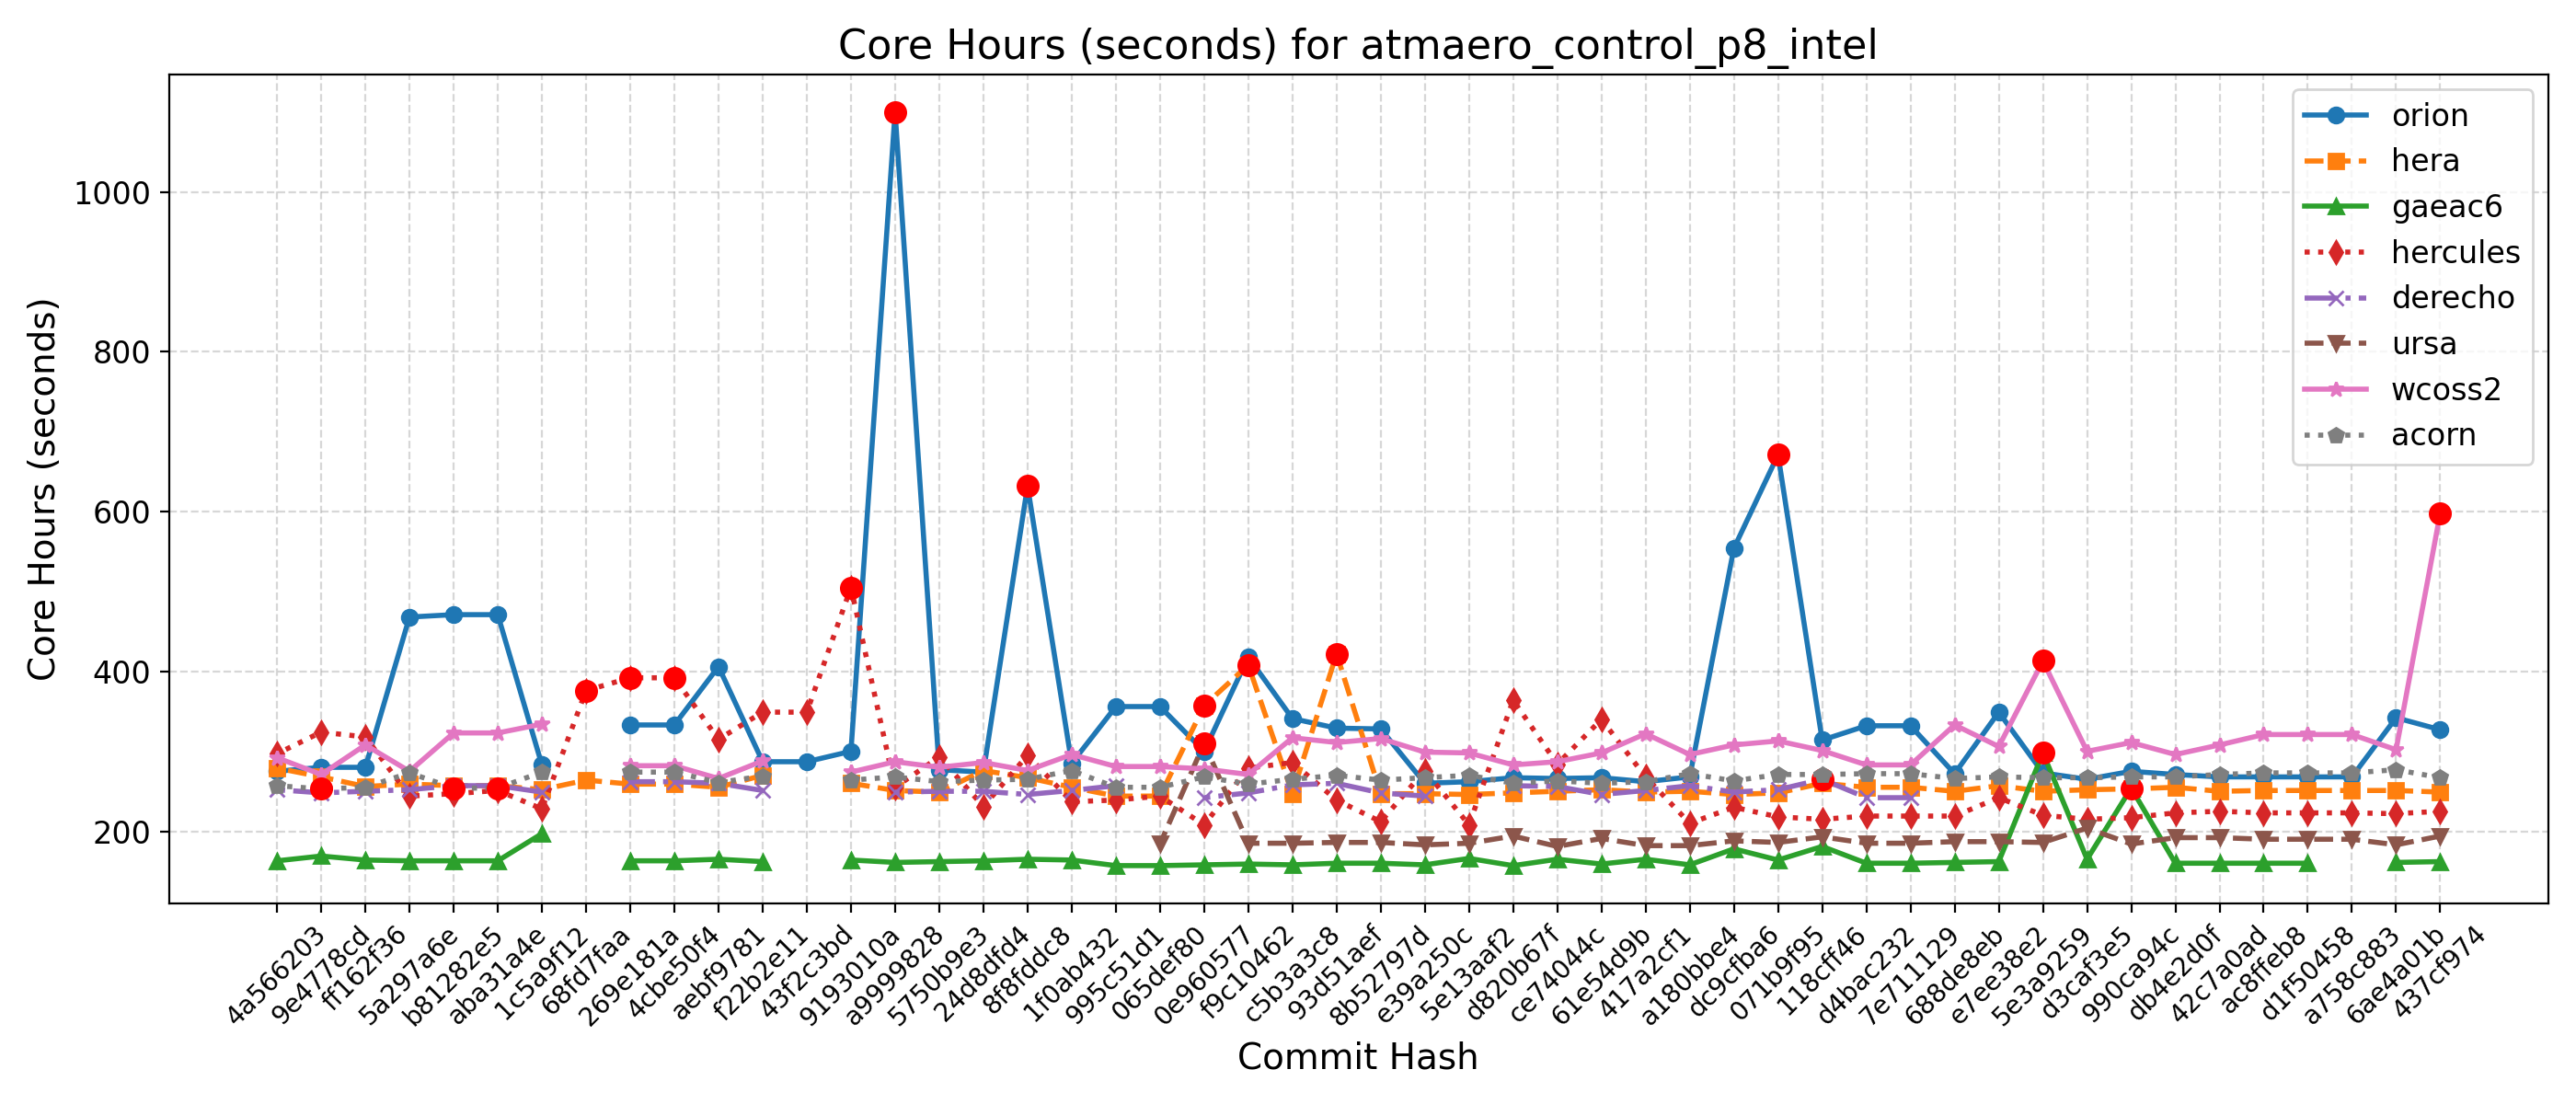 Core Hours (seconds) for atmaero_control_p8_intel
Core Hours (seconds)
1000
800
600
400
200
orion
hera
gaeac6
hercules
derecho
ursa
wcoss2
acorn
4a566203
9e4778cd
ff162f36
5a297a6e
b81282e5
aba31a4e
1c5a9f12
68fd7faa
269e181a
4cbe50f4
aebf9781
f22b2e11
43f2c3bd
9193010a
a9999828
5750b9e3
24d8dfd4
8f8fddc8
1f0ab432
995c51d1
065def80
0e960577
f9c10462
c5b3a3c8
93d51aef
8b52797d
e39a250c
5e13aaf2
d820b67f
ce74044c
61e54d9b
417a2cf1
a180bbe4
dc9cfba6
071b9f95
118cff46
d4bac232
7e711129
688de8eb
e7ee38e2
5e3a9259
d3caf3e5
990ca94c
db4e2d0f
42c7a0ad
ac8ffeb8
d1f50458
a758c883
6ae4a01b
437cf974
Commit Hash